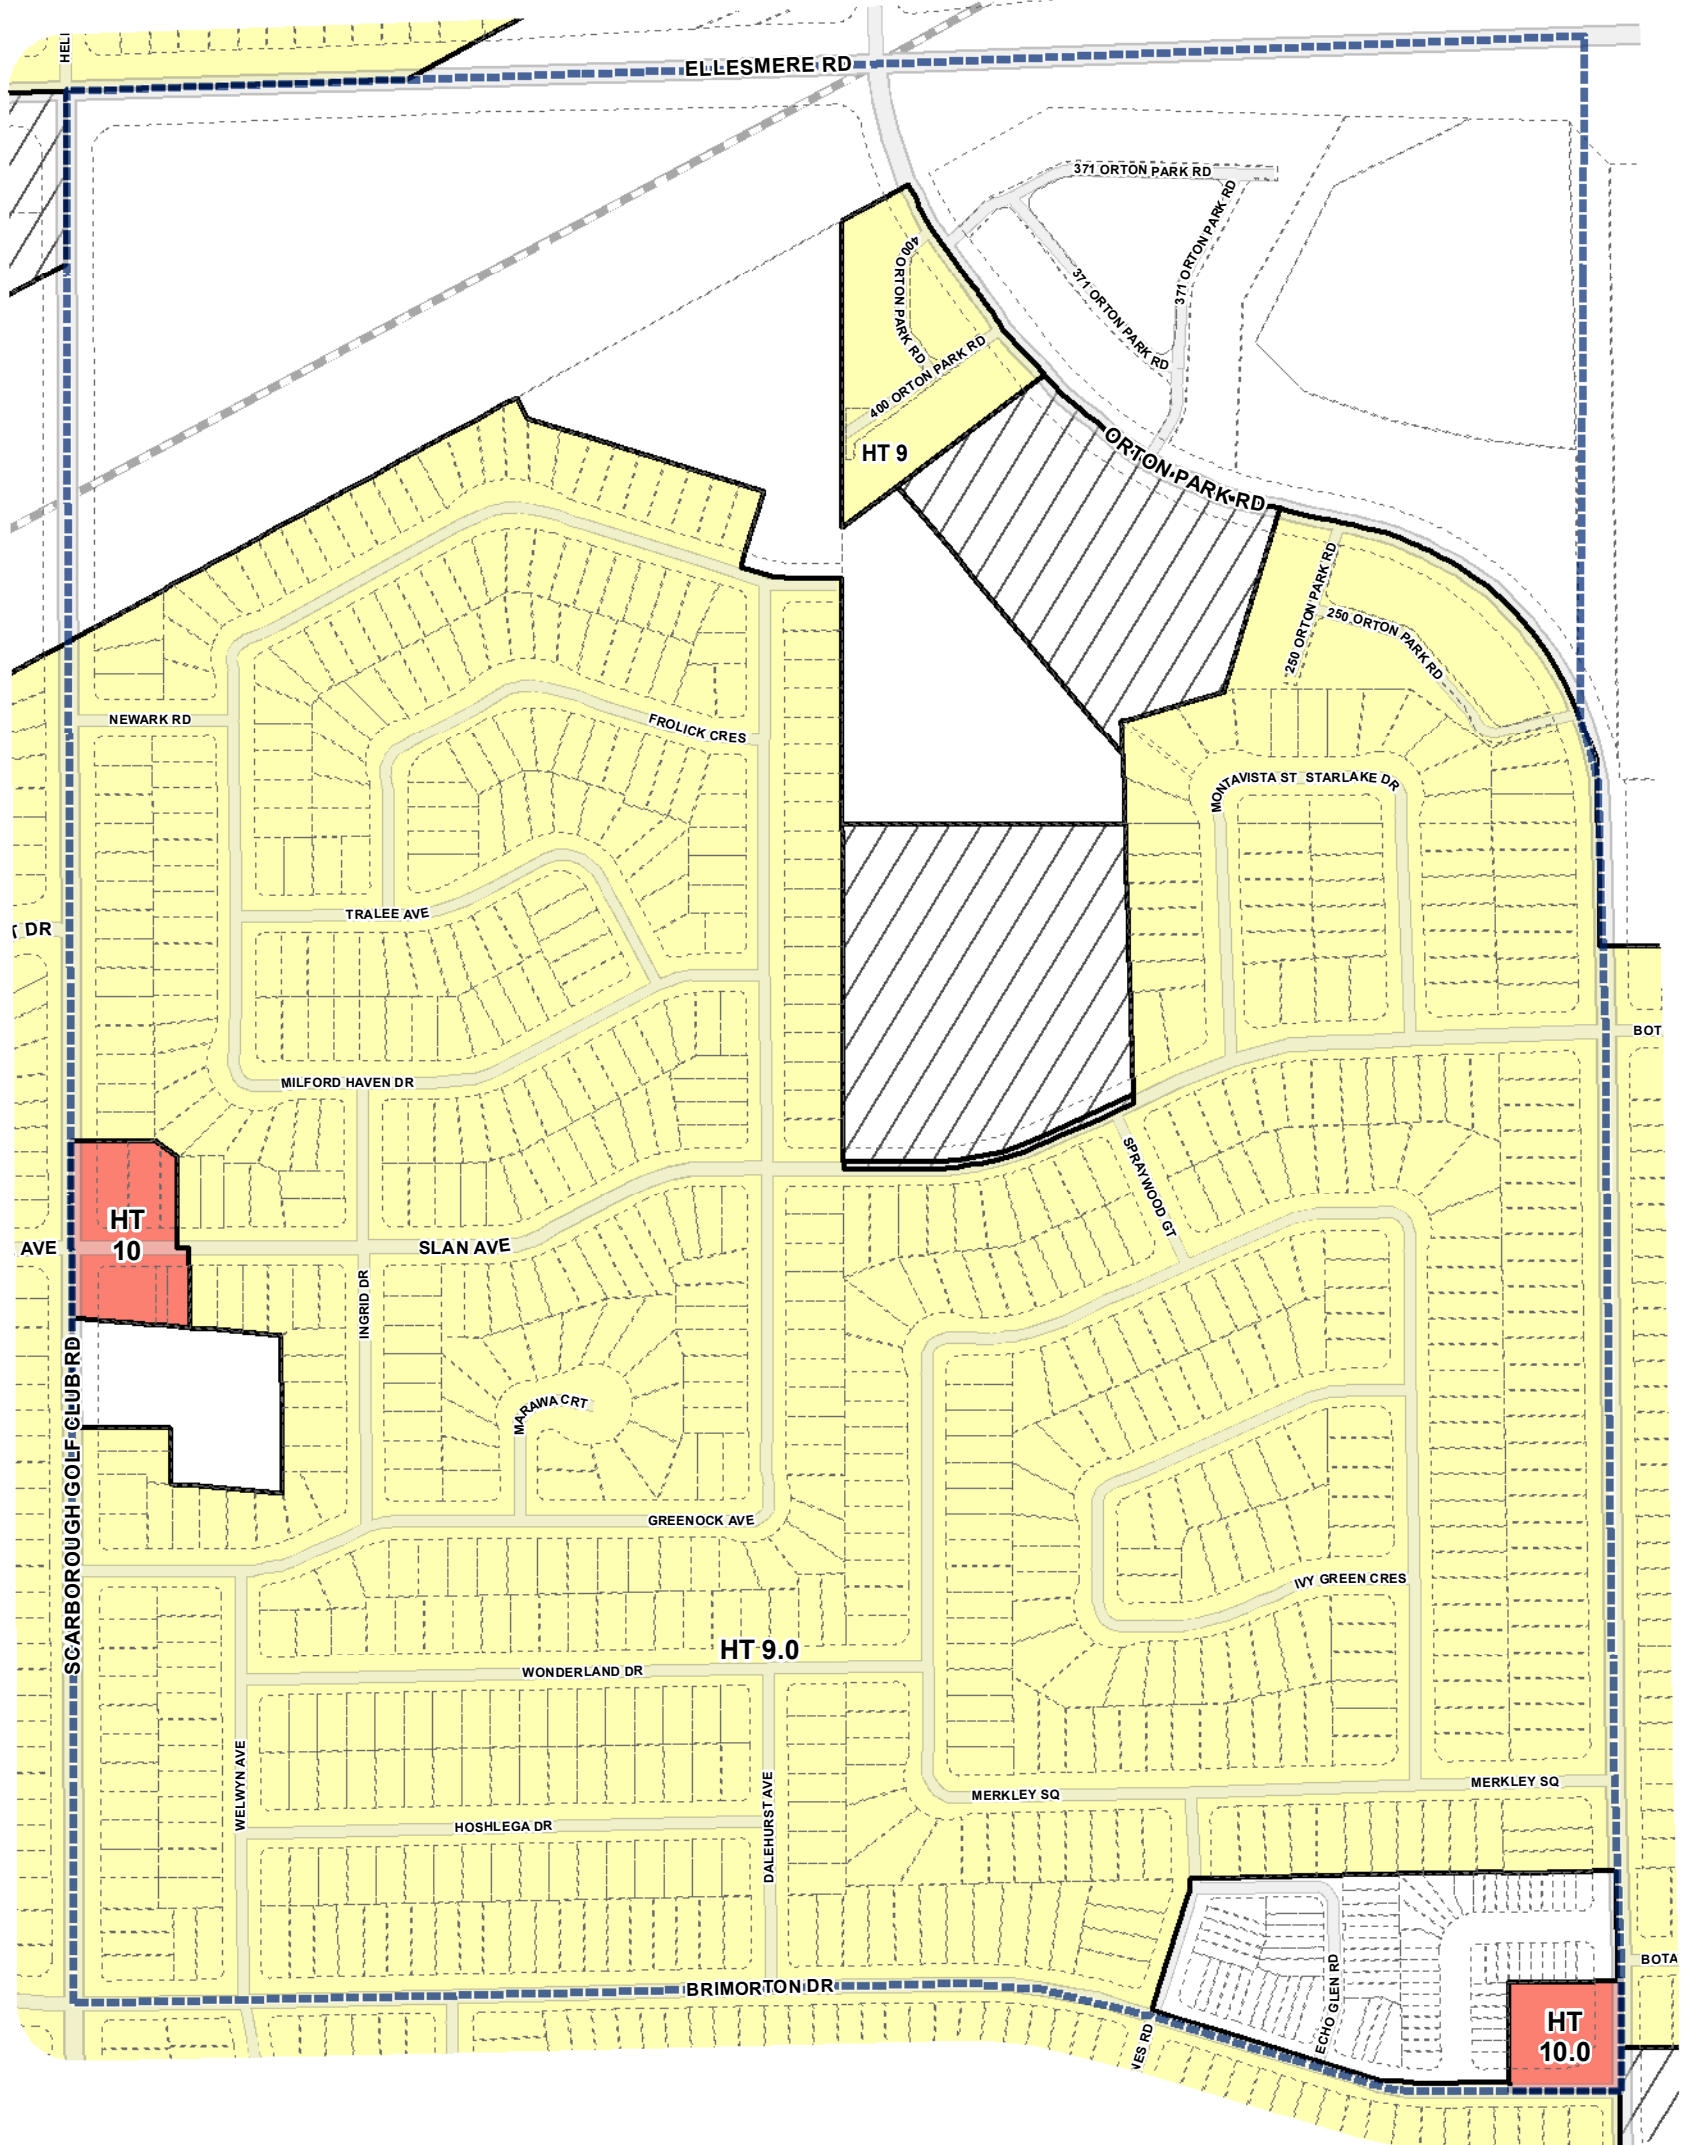 HELI
ELLESMERE RD
371 ORTON PARK RD
371 ORTON PARK RD
371 ORTON PARK RD
400 ORTON PARK RD
400 ORTON PARK RD
HT 9
ORTON PARK RD
250 ORTON PARK RD
250 ORTON PARK RD
NEWARK RD
FROLICK CRES
MONTAVISTA ST
STARLAKE DR
TRALEE AVE
T DR
BOT
MILFORD HAVEN DR
SPRAYWOOD GT
HT
10
AVE
SLAN AVE
INGRID DR
SCARBOROUGH GOLF CLUB RD
MARAWA CRT
GREENOCK AVE
IVY GREEN CRES
HT 9.0
WONDERLAND DR
WELWYN AVE
DALEHURST AVE
MERKLEY SQ
MERKLEY SQ
HOSHLEGA DR
BRIMORTON DR
ECHO GLEN RD
BOTA
HT
10.0
NES RD